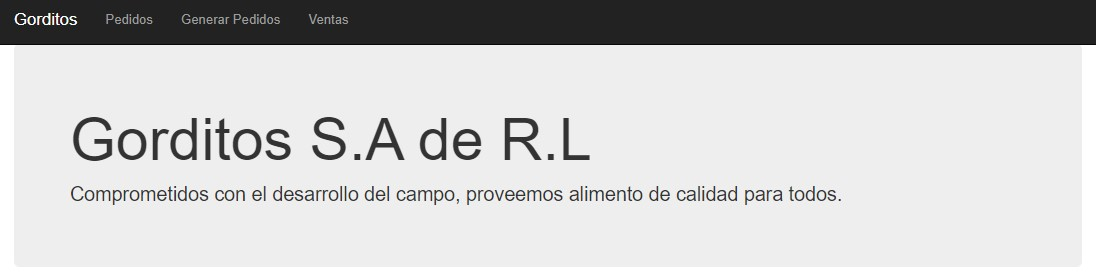 Gorditos Pedidos Generar Pedidos Ventas
Gorditos S.A de R.L
Comprometidos con el desarrollo del campo, proveemos alimento de calidad para todos.